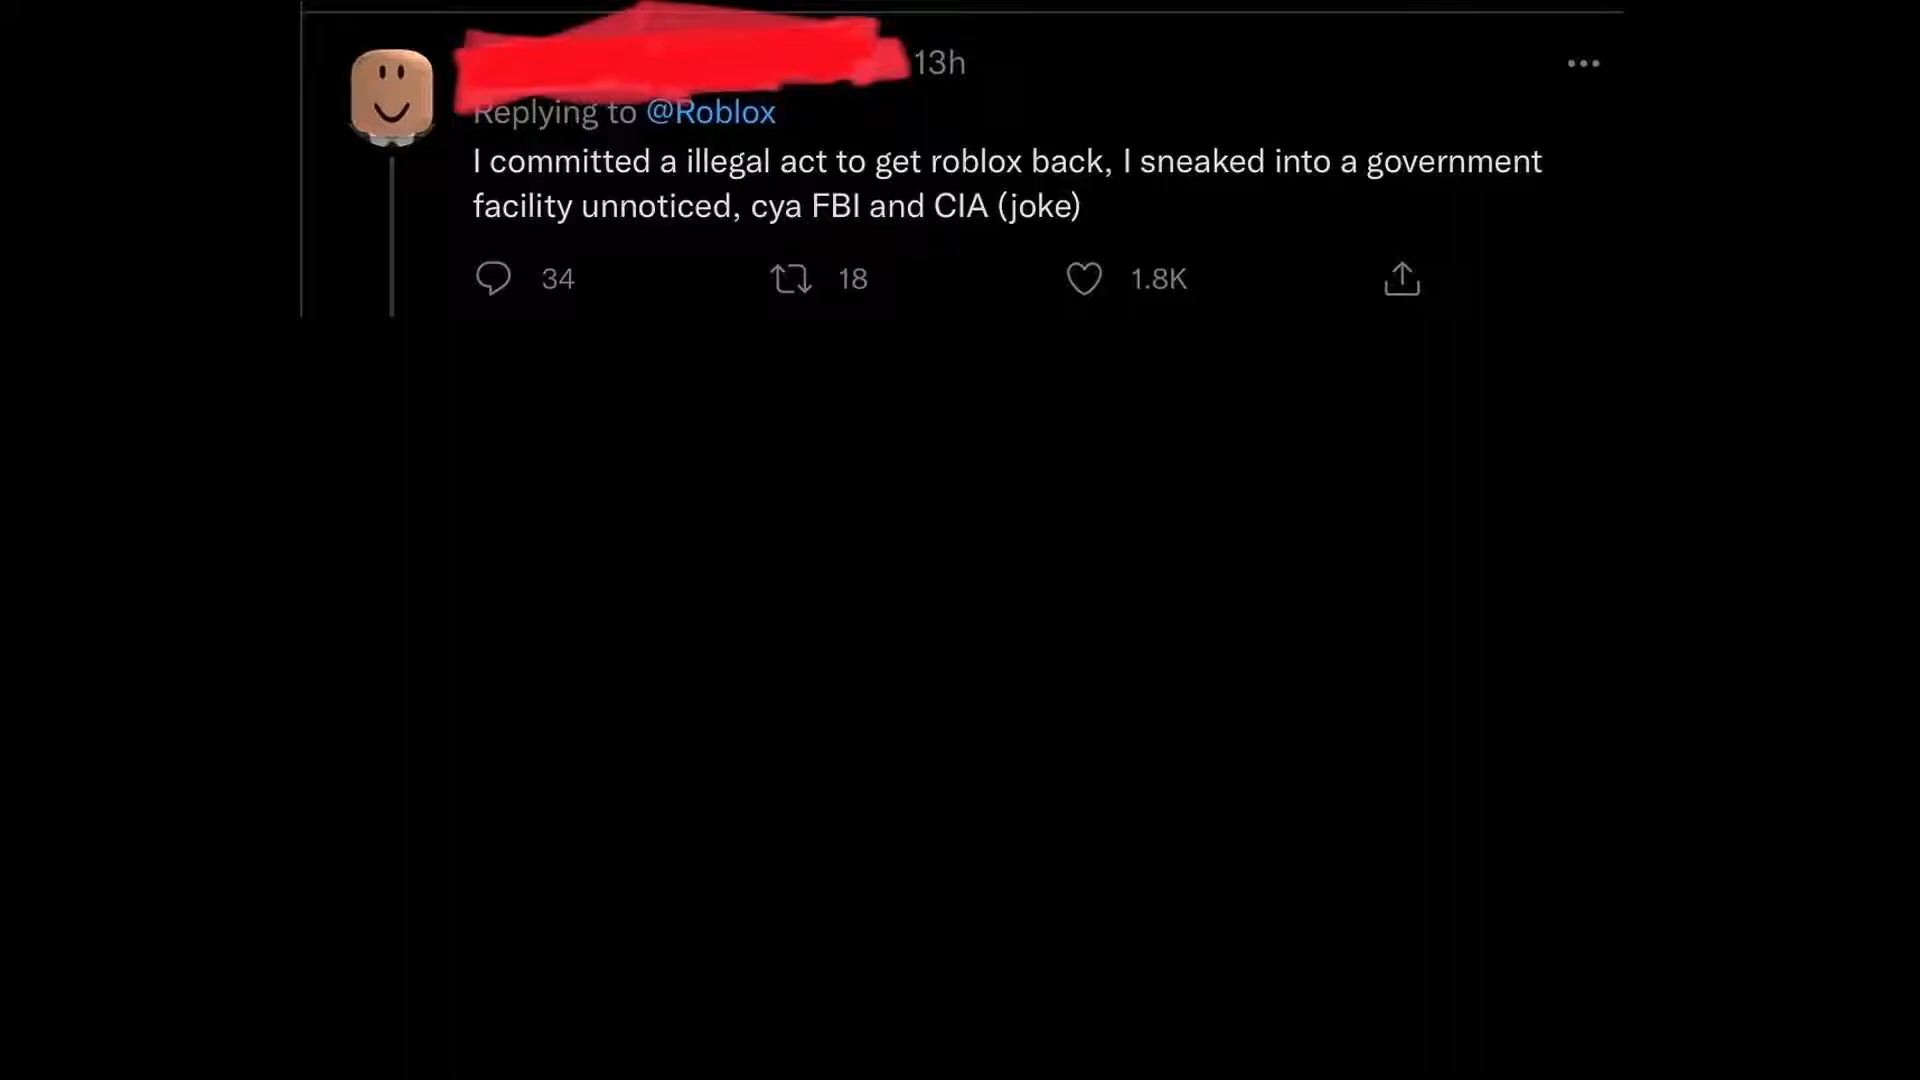 13h
Replying to @Roblox
I committed a illegal act to get roblox back, I sneaked into a government
facility unnoticed, cya FBI and CIA (joke)
34 18 1.8K